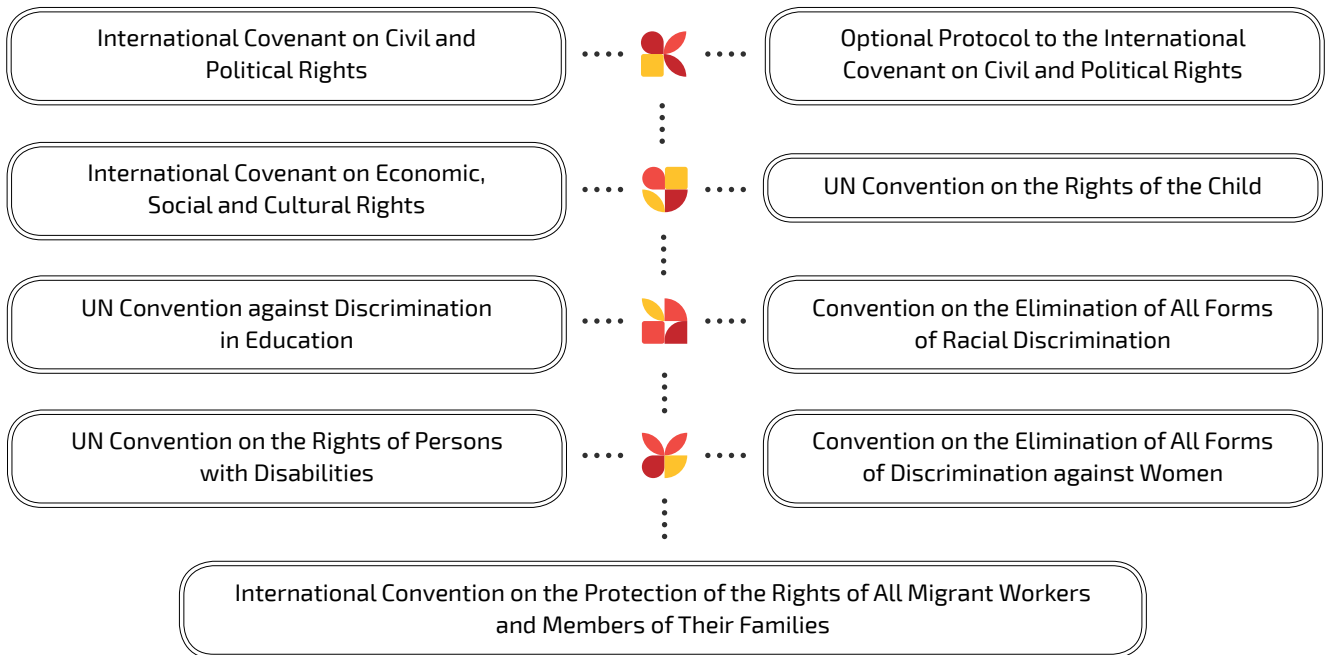 International Covenant on Civil and
Political Rights
Optional Protocol to the International
Covenant on Civil and Political Rights
International Covenant on Economic,
Social and Cultural Rights
UN Convention on the Rights of the Child
UN Convention against Discrimination
in Education
Convention on the Elimination of All Forms
of Racial Discrimination
UN Convention on the Rights of Persons
with Disabilities
Convention on the Elimination of All Forms
of Discrimination against Women
International Convention on the Protection of the Rights of All Migrant Workers
and Members of Their Families